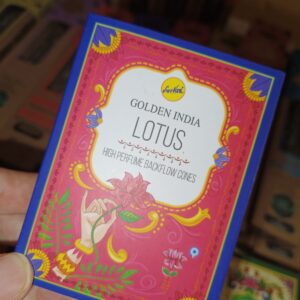 GOLDEN INDIA
LOTUS
HIGH PERFUME BACKFLOW CONES